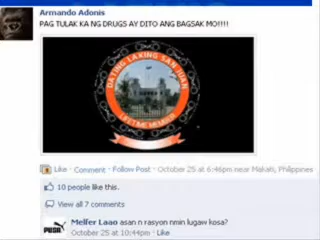 Armando Adonis
PAG TULAK KA NG DRUGS AY DITO ANG BAGSAK MO!!!!
DATING LAKING SAN JUAN
LIFETIME MEMBER
Like · Comment · Follow Post · October 25 at 6:46pm near Makati, Philippines
10 people like this.
View all 7 comments
Melfer Laao asan n rasyon nmin lugaw kosa?
October 25 at 10:44pm · Like